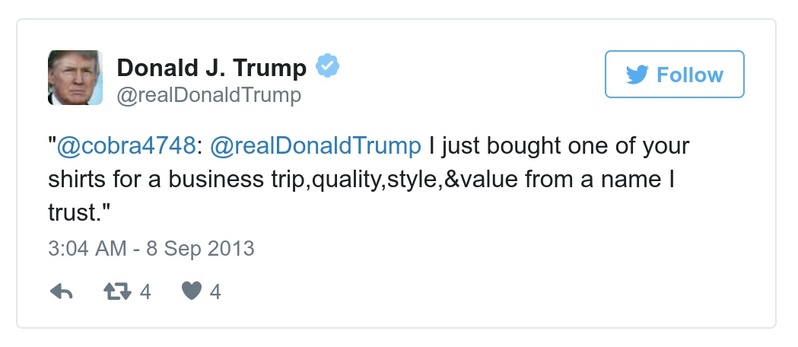 Donald J. Trump
Follow
@realDonaldTrump
"@cobra4748: @realDonaldTrump I just bought one of your
shirts for a business trip,quality,style,&value from a name I
trust."
3:04 AM - 8 Sep 2013
4 4